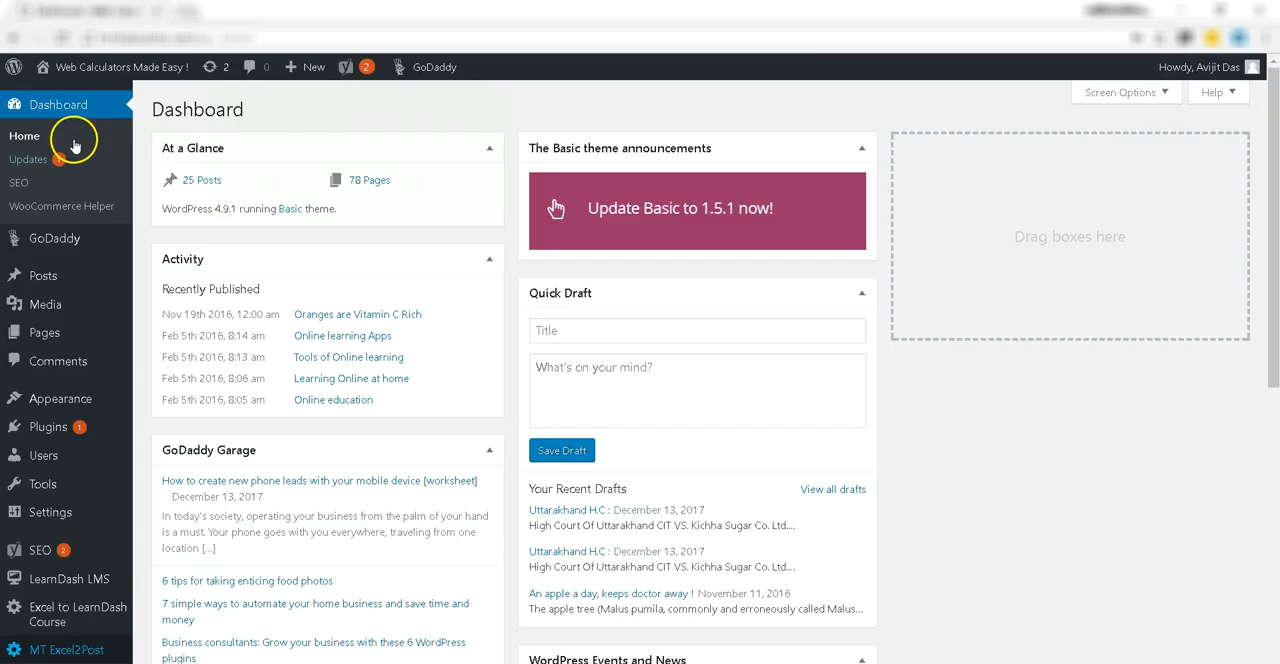 Web Calculators Made Easy !
2
0
New
2
GoDaddy
Howdy, Avijit Das
Dashboard
Home
Updates
SEO
WooCommerce Helper
GoDaddy
Posts
Media
Pages
Comments
Appearance
Plugins 1
Users
Tools
Settings
SEO 2
LearnDash LMS
Excel to LearnDash
Course
MT Excel2Post
Screen Options
Help
Dashboard
At a Glance
25 Posts
78 Pages
WordPress 4.9.1 running Basic theme.
Activity
Recently Published
Nov 19th 2016, 12:00 am Oranges are Vitamin C Rich
Feb 5th 2016, 8:14 am Online learning Apps
Feb 5th 2016, 8:13 am Tools of Online learning
Feb 5th 2016, 8:06 am Learning Online at home
Feb 5th 2016, 8:05 am Online education
GoDaddy Garage
How to create new phone leads with your mobile device [worksheet]
December 13, 2017
In today's society, operating your business from the palm of your hand
is a must. Your phone goes with you everywhere, traveling from one
location [...]
6 tips for taking enticing food photos
7 simple ways to automate your home business and save time and
money
Business consultants: Grow your business with these 6 WordPress
plugins
The Basic theme announcements
Update Basic to 1.5.1 now!
Quick Draft
Title
What's on your mind?
Save Draft
Your Recent Drafts
View all drafts
Uttarakhand H.C : December 13, 2017
High Court Of Uttarakhand CIT VS. Kichha Sugar Co. Ltd....
Uttarakhand H.C : December 13, 2017
High Court Of Uttarakhand CIT VS. Kichha Sugar Co. Ltd....
An apple a day, keeps doctor away ! November 11, 2016
The apple tree (Malus pumila, commonly and erroneously called Malus...
WordPress Events and News
Drag boxes here